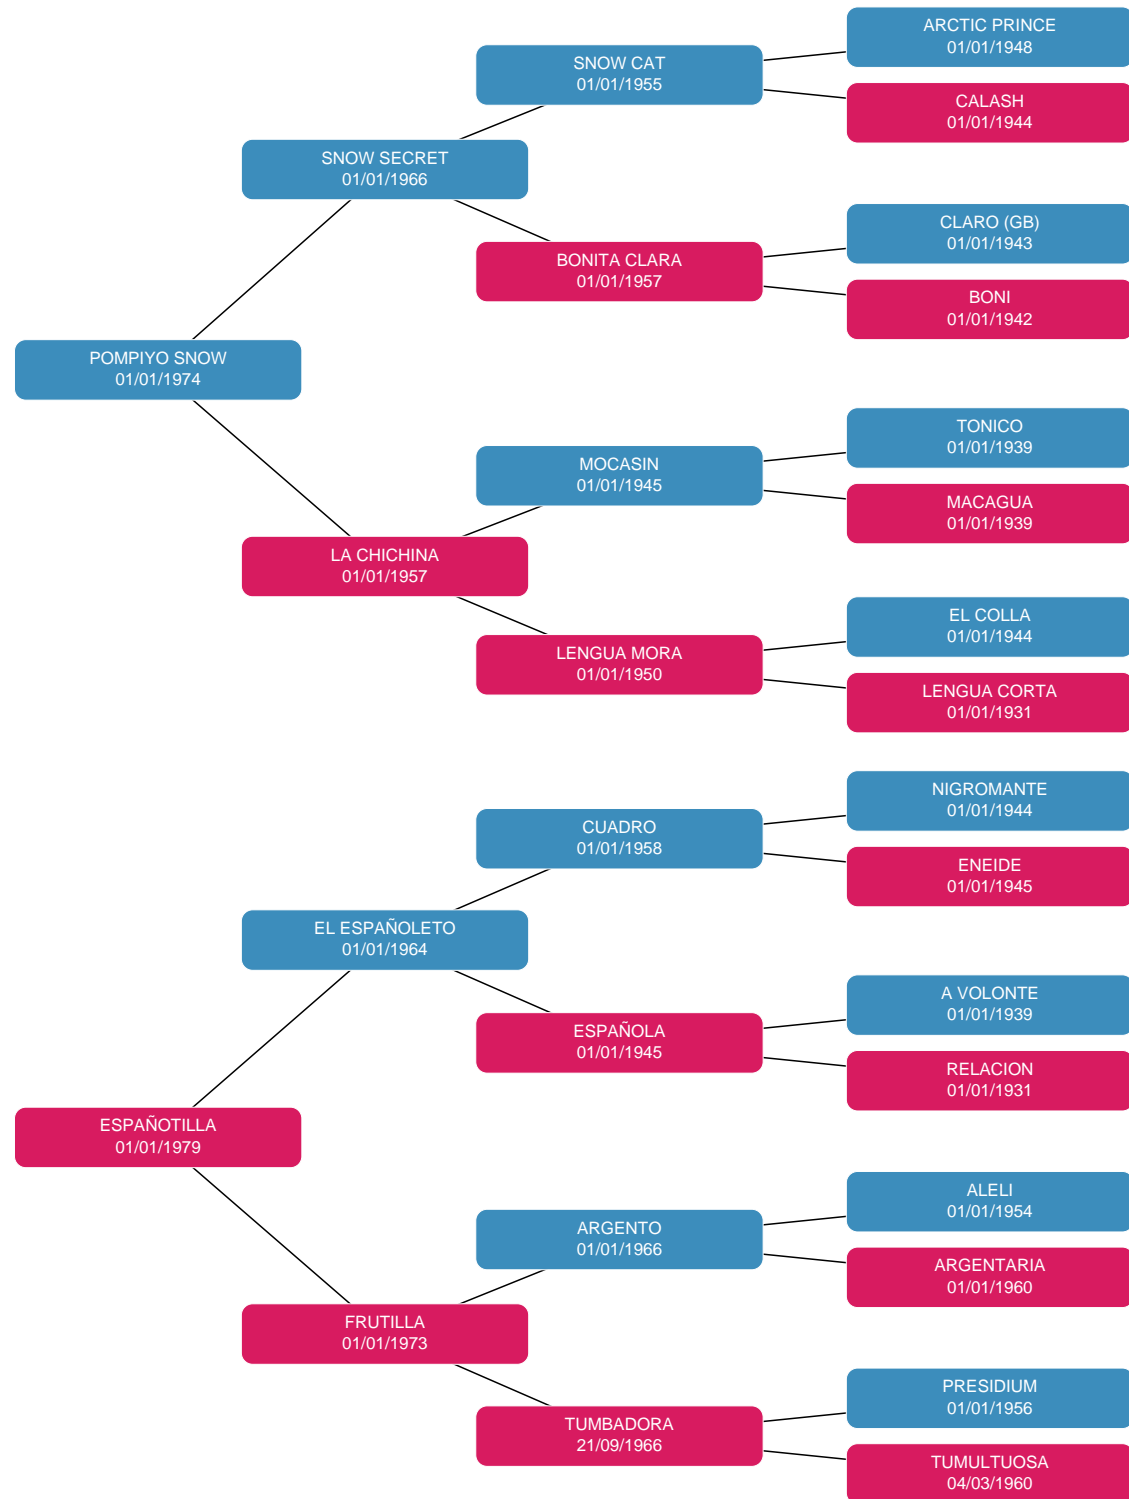 ARCTIC PRINCE
01/01/1948
SNOW CAT
01/01/1955
CALASH
01/01/1944
SNOW SECRET
01/01/1966
CLARO (GB)
01/01/1943
BONITA CLARA
01/01/1957
BONI
01/01/1942
POMPIYO SNOW
01/01/1974
TONICO
01/01/1939
MOCASIN
01/01/1945
MACAGUA
01/01/1939
LA CHICHINA
01/01/1957
EL COLLA
01/01/1944
LENGUA MORA
01/01/1950
LENGUA CORTA
01/01/1931
NIGROMANTE
01/01/1944
CUADRO
01/01/1958
ENEIDE
01/01/1945
EL ESPAÑOLETO
01/01/1964
A VOLONTE
01/01/1939
ESPAÑOLA
01/01/1945
RELACION
01/01/1931
ESPAÑOTILLA
01/01/1979
ALELI
01/01/1954
ARGENTO
01/01/1966
ARGENTARIA
01/01/1960
FRUTILLA
01/01/1973
PRESIDIUM
01/01/1956
TUMBADORA
21/09/1966
TUMULTUOSA
04/03/1960